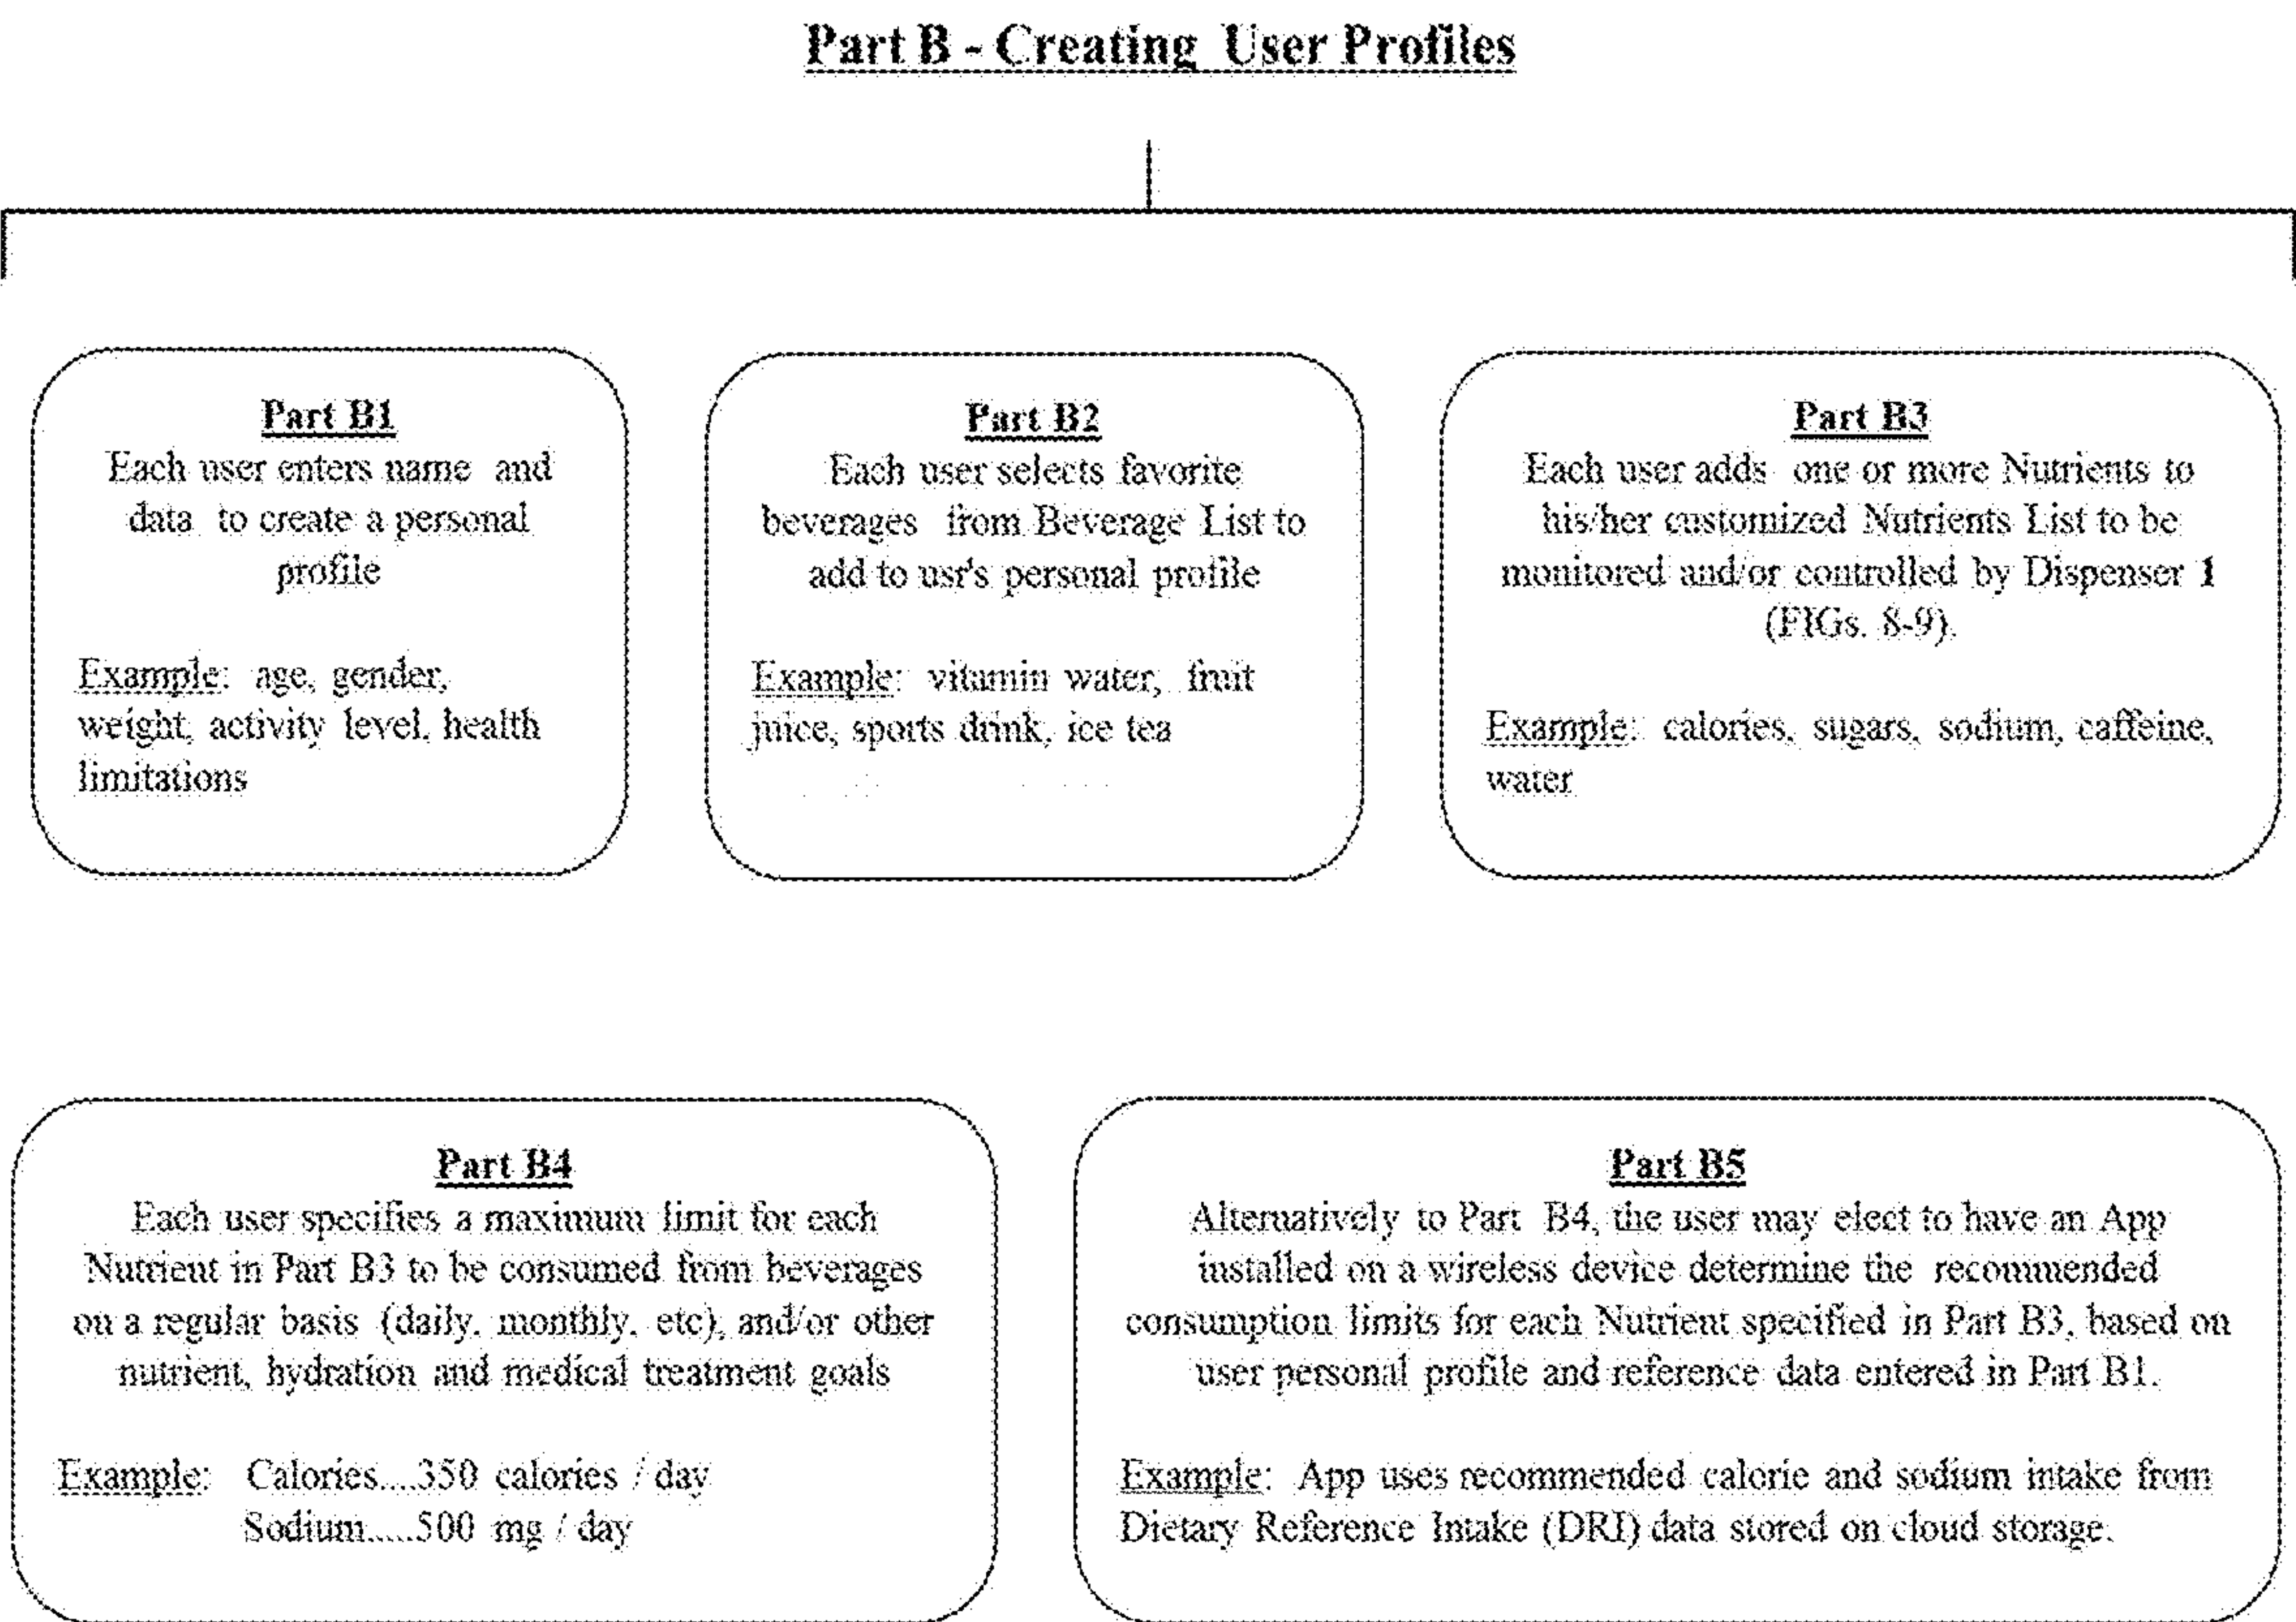 Part B - Creating User Profiles
Part B1
Each user enters name and
data to create a personal
profile
Example: age, gender,
weight, activity level, health
limitations
Part B2
Each user selects favorite
beverages from Beverage List to
add to usr's personal profile
Example: vitamin water, fruit
juice, sports drink, ice tea
Part B3
Each user adds one or more Nutrients to
his/her customized Nutrients List to be
monitored and/or controlled by Dispenser 1
(FIGs. 8-9).
Example: calories, sugars, sodium, caffeine,
water
Part B4
Each user specifies a maximum limit for each
Nutrient in Part B3 to be consumed from beverages
on a regular basis (daily, monthly, etc), and/or other
nutrient, hydration and medical treatment goals
Example: Calories....350 calories / day
Sodium.....500 mg / day
Part B5
Alternatively to Part B4, the user may elect to have an App
installed on a wireless device determine the recommended
consumption limits for each Nutrient specified in Part B3, based on
user personal profile and reference data entered in Part B1.
Example: App uses recommended calorie and sodium intake from
Dietary Reference Intake (DRI) data stored on cloud storage.